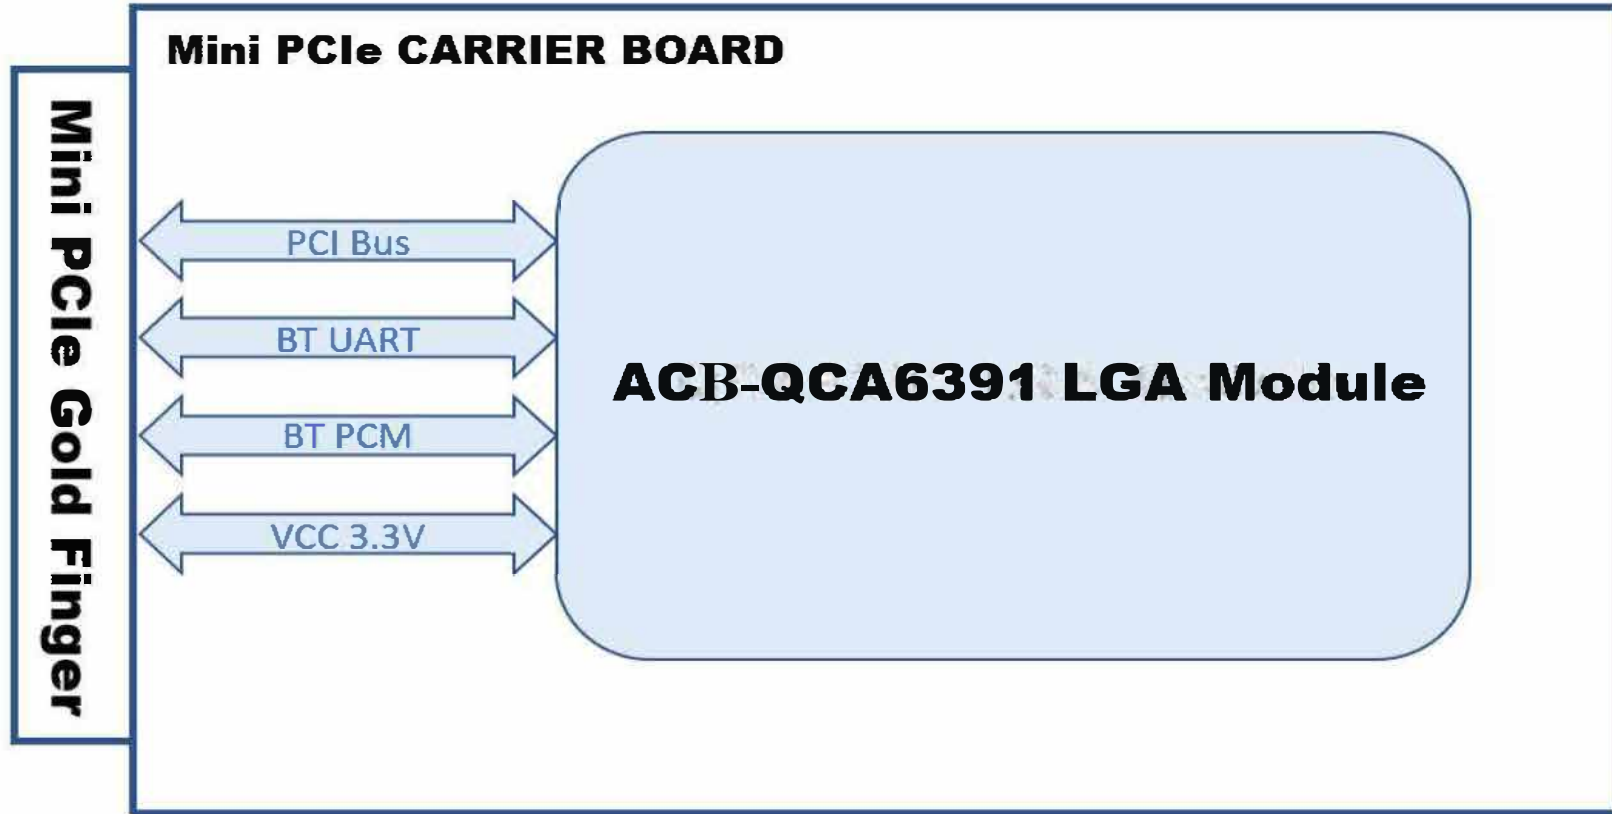 Mini PCIe CARRIER BOARD
Mini PCIe Gold Finger
PCI Bus
BT UART
BT PCM
VCC 3.3V
ACB-QCA6391 LGA Module